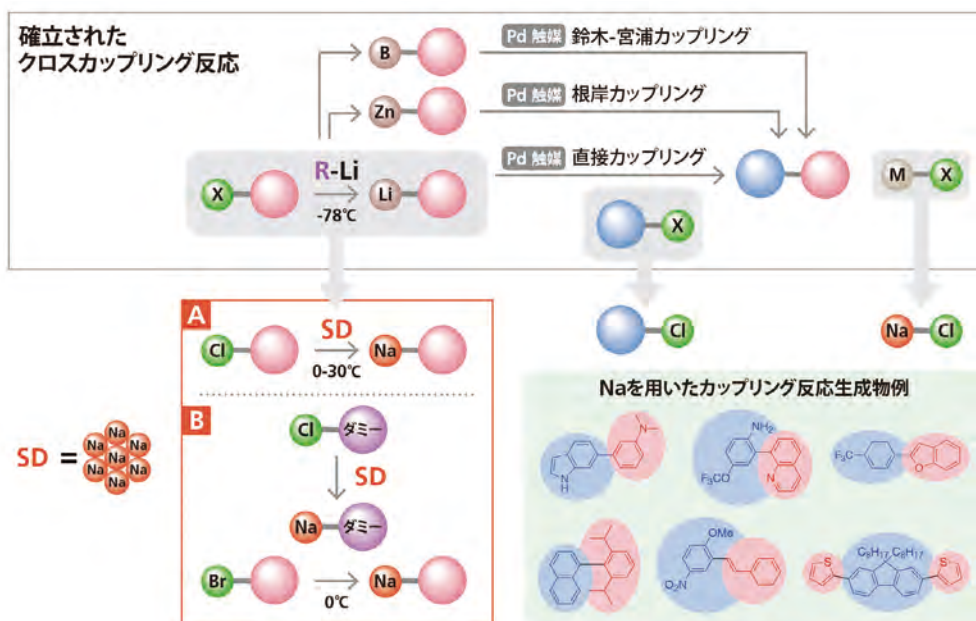 確立された
クロスカップリング反応
B
Pd 触媒 鈴木-宮浦カップリング
Zn
Pd 触媒 根岸カップリング
R-Li
Pd 触媒 直接カップリング
X
Li
M
X
-78℃
X
A
SD
Cl
Na
0-30℃
Cl
Na
Cl
B
Cl
ダミー
SD
Na
ダミー
Br
Na
0℃
SD =
Na
Na
Na
Na
Na
Na
Na
Naを用いたカップリング反応生成物例
N
H
N
NH2
F3CO
N
F3C
O
OMe
NO2
C8H17
C8H17
S
S